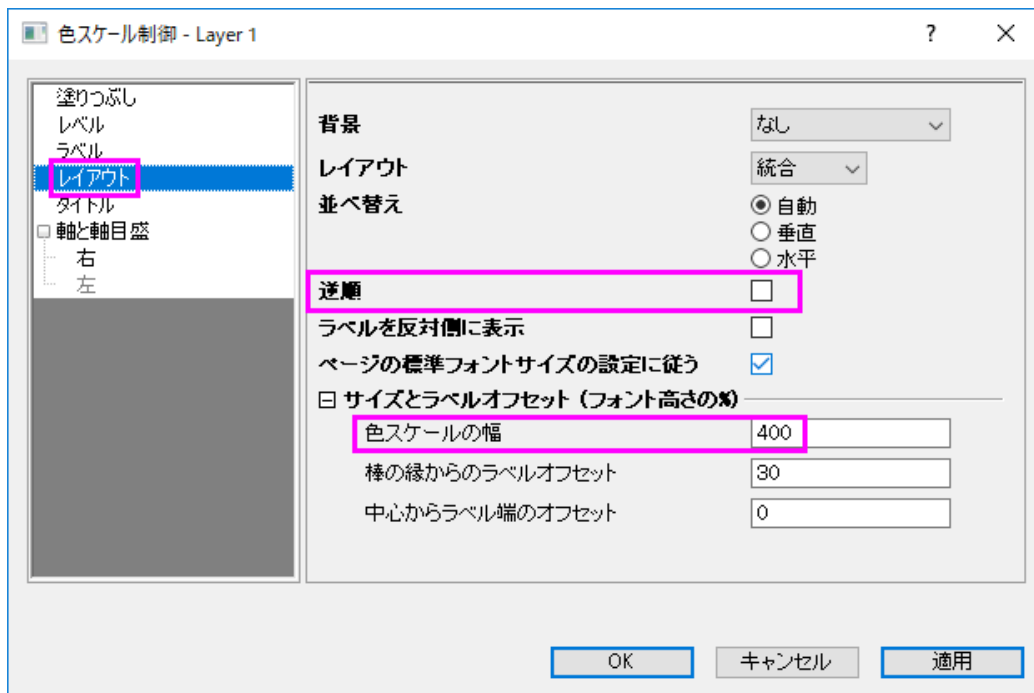 色スケール制御 - Layer 1
?
塗りつぶし
レベル
ラベル
レイアウト
タイトル
軸と軸目盛
右
左
背景 なし
レイアウト 統合
並べ替え 自動
垂直
水平
逆順
ラベルを反対側に表示
ページの標準フォントサイズの設定に従う
サイズとラベルオフセット (フォント高さの%)
色スケールの幅 400
棒の縁からのラベルオフセット 30
中心からラベル端のオフセット 0
OK キャンセル 適用